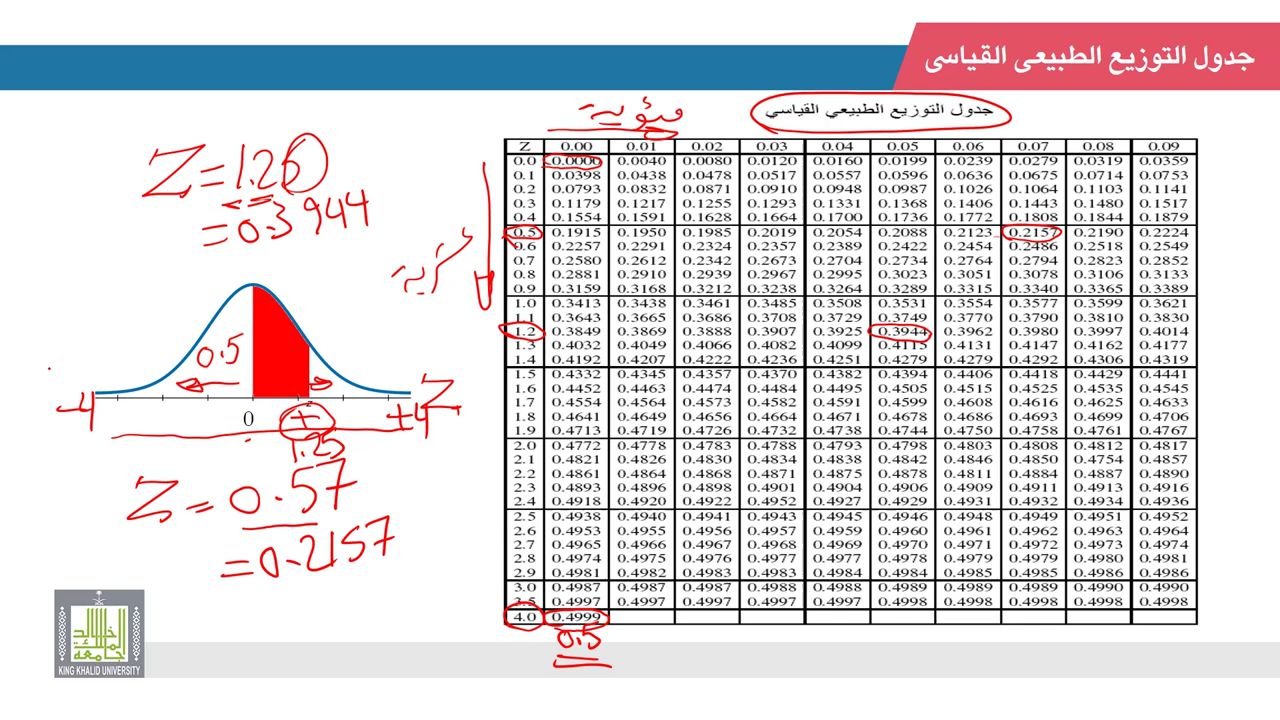 جدول التوزيع الطبيعى القياسى
جدول التوزيع الطبيعي القياسي
مئوية
عشرية
Z 0.00 0.01 0.02 0.03 0.04 0.05 0.06 0.07 0.08 0.09
0.0 0.0000 0.0040 0.0080 0.0120 0.0160 0.0199 0.0239 0.0279 0.0319 0.0359
0.1 0.0398 0.0438 0.0478 0.0517 0.0557 0.0596 0.0636 0.0675 0.0714 0.0753
0.2 0.0793 0.0832 0.0871 0.0910 0.0948 0.0987 0.1026 0.1064 0.1103 0.1141
0.3 0.1179 0.1217 0.1255 0.1293 0.1331 0.1368 0.1406 0.1443 0.1480 0.1517
0.4 0.1554 0.1591 0.1628 0.1664 0.1700 0.1736 0.1772 0.1808 0.1844 0.1879
0.5 0.1915 0.1950 0.1985 0.2019 0.2054 0.2088 0.2123 0.2157 0.2190 0.2224
0.6 0.2257 0.2291 0.2324 0.2357 0.2389 0.2422 0.2454 0.2486 0.2518 0.2549
0.7 0.2580 0.2612 0.2342 0.2673 0.2704 0.2734 0.2764 0.2794 0.2823 0.2852
0.8 0.2881 0.2910 0.2939 0.2967 0.2995 0.3023 0.3051 0.3078 0.3106 0.3133
0.9 0.3159 0.3168 0.3212 0.3238 0.3264 0.3289 0.3315 0.3340 0.3365 0.3389
1.0 0.3413 0.3438 0.3461 0.3485 0.3508 0.3531 0.3554 0.3577 0.3599 0.3621
1.1 0.3643 0.3665 0.3686 0.3708 0.3729 0.3749 0.3770 0.3790 0.3810 0.3830
1.2 0.3849 0.3869 0.3888 0.3907 0.3925 0.3944 0.3962 0.3980 0.3997 0.4014
1.3 0.4032 0.4049 0.4066 0.4082 0.4099 0.4115 0.4131 0.4147 0.4162 0.4177
1.4 0.4192 0.4207 0.4222 0.4236 0.4251 0.4279 0.4279 0.4292 0.4306 0.4319
1.5 0.4332 0.4345 0.4357 0.4370 0.4382 0.4394 0.4406 0.4418 0.4429 0.4441
1.6 0.4452 0.4463 0.4474 0.4484 0.4495 0.4505 0.4515 0.4525 0.4535 0.4545
1.7 0.4554 0.4564 0.4573 0.4582 0.4591 0.4599 0.4608 0.4616 0.4625 0.4633
1.8 0.4641 0.4649 0.4656 0.4664 0.4671 0.4678 0.4688 0.4693 0.4699 0.4706
1.9 0.4713 0.4719 0.4726 0.4732 0.4738 0.4744 0.4750 0.4758 0.4761 0.4767
2.0 0.4772 0.4778 0.4783 0.4788 0.4793 0.4798 0.4803 0.4808 0.4812 0.4817
2.1 0.4821 0.4826 0.4830 0.4834 0.4838 0.4842 0.4846 0.4850 0.4754 0.4857
2.2 0.4861 0.4864 0.4868 0.4871 0.4875 0.4878 0.4811 0.4884 0.4887 0.4890
2.3 0.4893 0.4896 0.4898 0.4901 0.4904 0.4906 0.4909 0.4911 0.4913 0.4916
2.4 0.4918 0.4920 0.4922 0.4952 0.4927 0.4929 0.4931 0.4932 0.4934 0.4936
2.5 0.4938 0.4940 0.4941 0.4943 0.4945 0.4946 0.4948 0.4949 0.4951 0.4952
2.6 0.4953 0.4955 0.4956 0.4957 0.4959 0.4960 0.4961 0.4962 0.4963 0.4964
2.7 0.4965 0.4966 0.4967 0.4968 0.4969 0.4970 0.4971 0.4972 0.4973 0.4974
2.8 0.4974 0.4975 0.4976 0.4977 0.4977 0.4978 0.4979 0.4979 0.4980 0.4981
2.9 0.4981 0.4982 0.4983 0.4983 0.4984 0.4984 0.4985 0.4985 0.4986 0.4986
3.0 0.4987 0.4987 0.4987 0.4988 0.4988 0.4989 0.4989 0.4989 0.4990 0.4990
3.5 0.4997 0.4997 0.4997 0.4997 0.4997 0.4998 0.4998 0.4998 0.4998 0.4998
4.0 0.4999
0.5
Z = 1.25
= 0.3944
0.5
-4 0 + +4 Z
1.25
Z = 0.57
= 0.2157
جامعة الملك خالد
KING KHALID UNIVERSITY